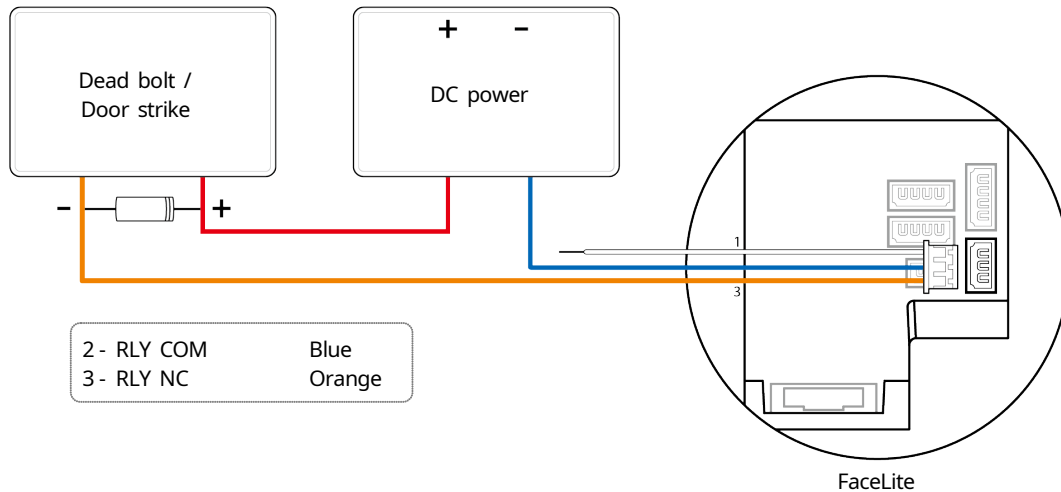 Dead bolt /
Door strike
+ -
DC power
- +
1
3
2 - RLY COM Blue
3 - RLY NC Orange
FaceLite